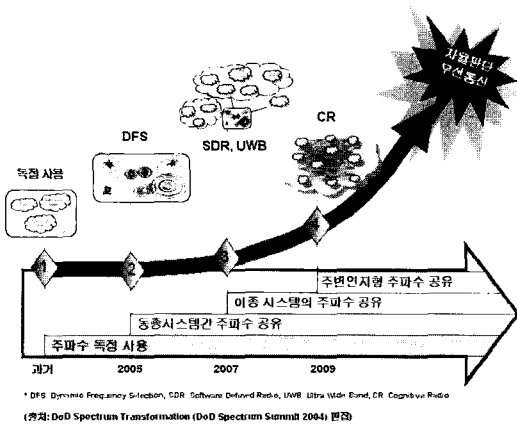 자율판단
무선통신
CR
DFS
SDR, UWB
독점 사용
1
2
3
4
주변인지형 주파수 공유
이종 시스템의 주파수 공유
동종시스템간 주파수 공유
주파수 독점 사용
과거 2005 2007 2009
* DFS Dynamic Frequency Selection, SDR Software Defined Radio, UWB Ultra Wide Band, CR Cognitive Radio
(출처: DoD Spectrum Transformation (DoD Spectrum Summit 2004) 편집)